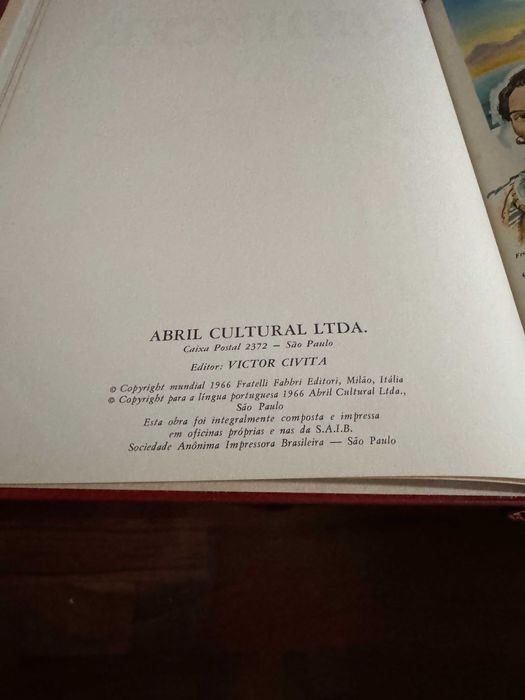 ABRIL CULTURAL LTDA.
Caixa Postal 2372 — São Paulo
Editor: VICTOR CIVITA
© Copyright mundial 1966 Fratelli Fabbri Editori, Milão, Itália
© Copyright para a língua portuguesa 1966 Abril Cultural Ltda.,
São Paulo
Esta obra foi integralmente composta e impressa
em oficinas próprias e nas da S.A.I.B.
Sociedade Anônima Impressora Brasileira — São Paulo